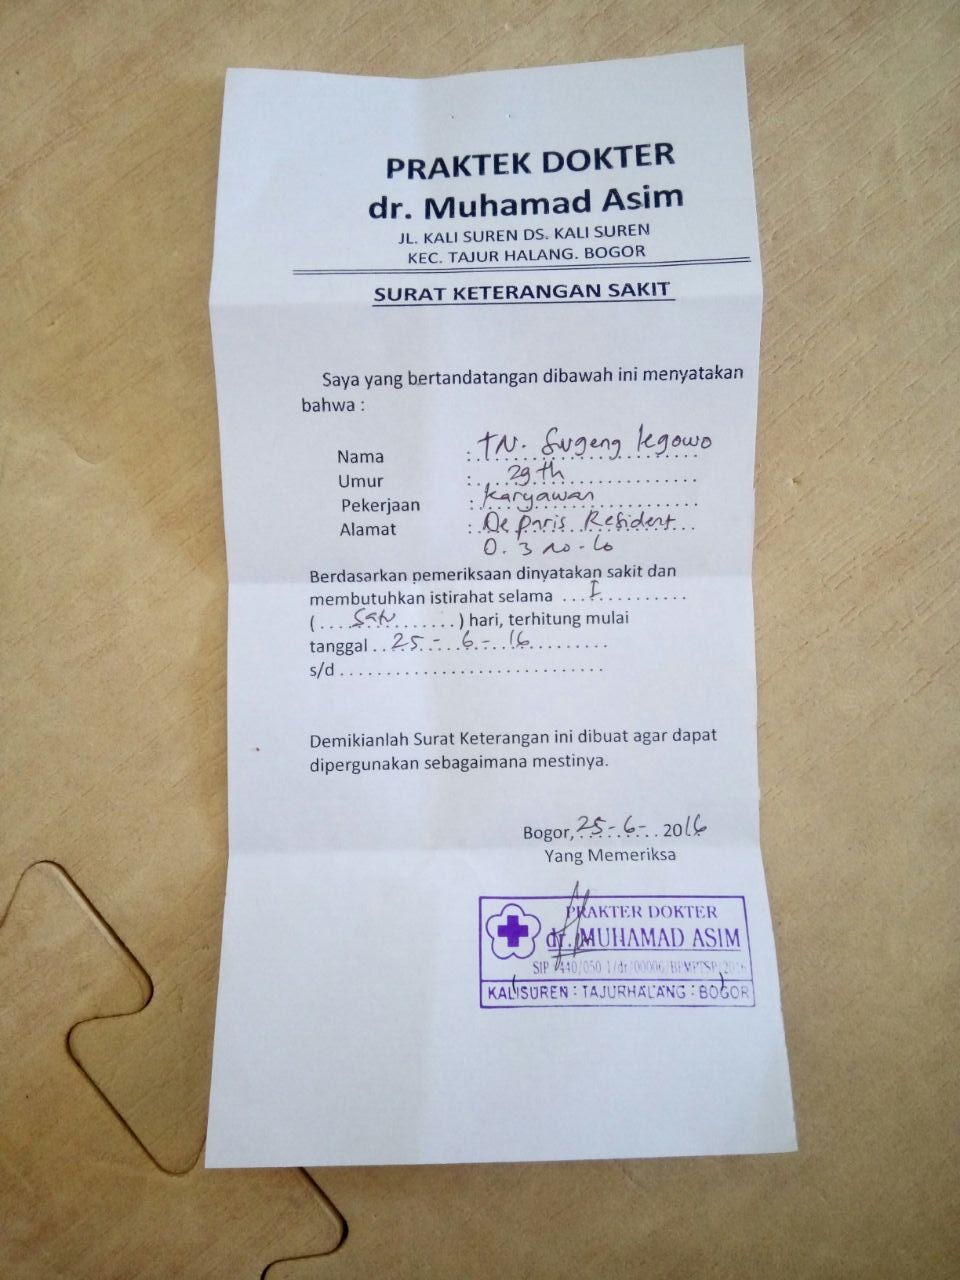 PRAKTEK DOKTER
dr. Muhamad Asim
JL. KALI SUREN DS. KALI SUREN
KEC. TAJUR HALANG. BOGOR
SURAT KETERANGAN SAKIT
Saya yang bertandatangan dibawah ini menyatakan
bahwa :
Nama : TN. Sugeng legowo
Umur : 29 th
Pekerjaan : Karyawan
Alamat : De Paris Resident
O. 3 no-
Berdasarkan pemeriksaan dinyatakan sakit dan
membutuhkan istirahat selama ...I..........
(....Satu.......) hari, terhitung mulai
tanggal ..25-6-16..........
s/d ............................
Demikianlah Surat Keterangan ini dibuat agar dapat
dipergunakan sebagaimana mestinya.
Bogor, 25-6-.. 2016
Yang Memeriksa
PRAKTER DOKTER
dr. MUHAMAD ASIM
SIP 440/050 1/dr/00006/BPMPTSP/2016
KALISUREN : TAJURHALANG : BOGOR